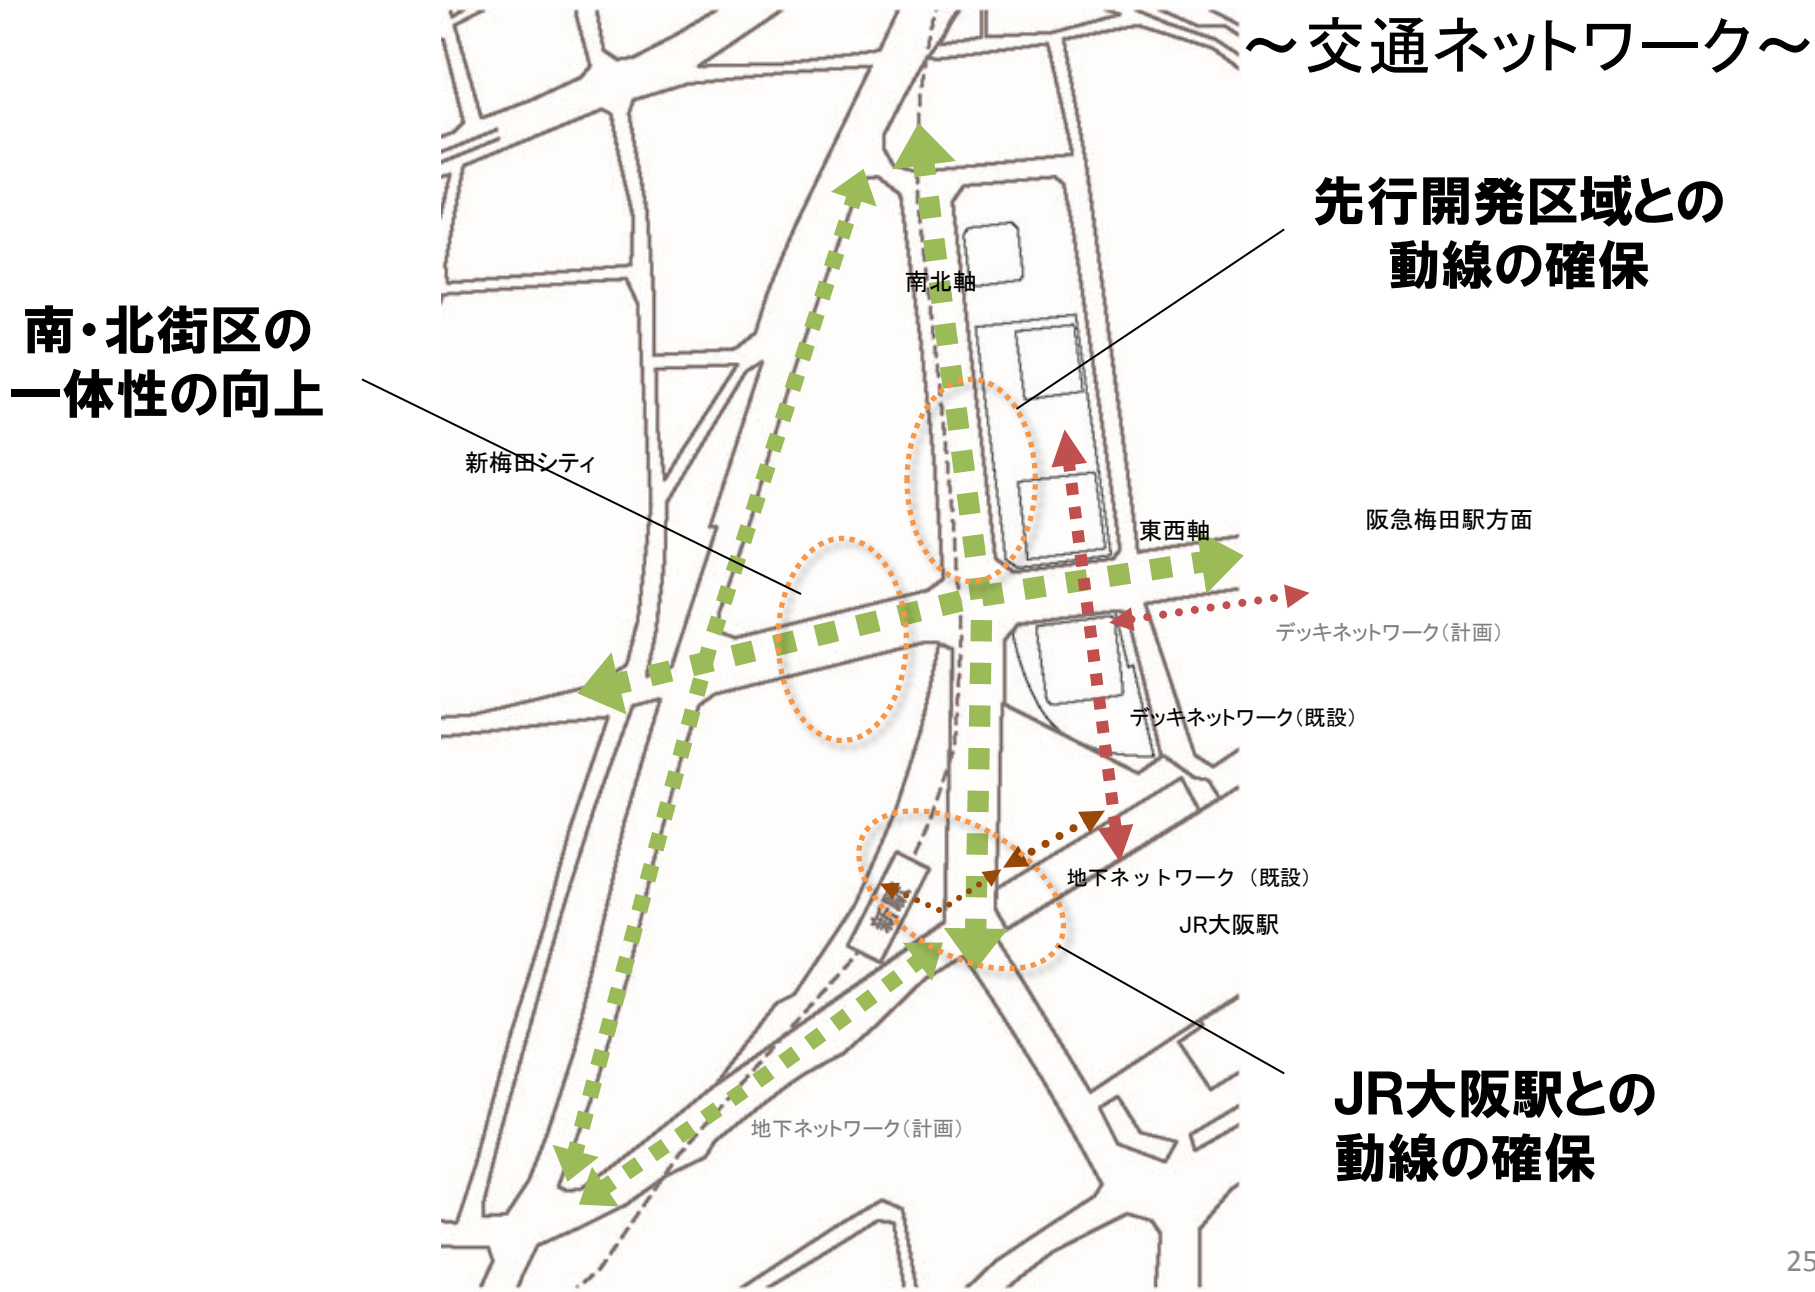 ～交通ネットワーク～
先行開発区域との
動線の確保
南北軸
南・北街区の
一体性の向上
新梅田シティ
東西軸
阪急梅田駅方面
デッキネットワーク（計画）
デッキネットワーク（既設）
地下ネットワーク （既設）
JR大阪駅
JR大阪駅との
動線の確保
地下ネットワーク（計画）
25